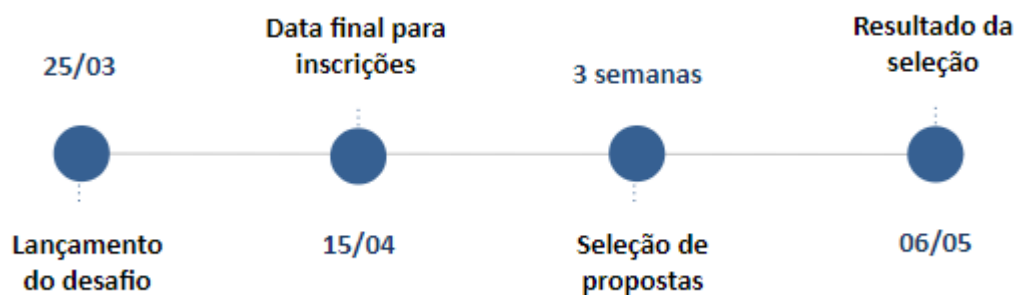 25/03
Lançamento
do desafio
Data final para
inscrições
15/04
3 semanas
Seleção de
propostas
Resultado da
seleção
06/05